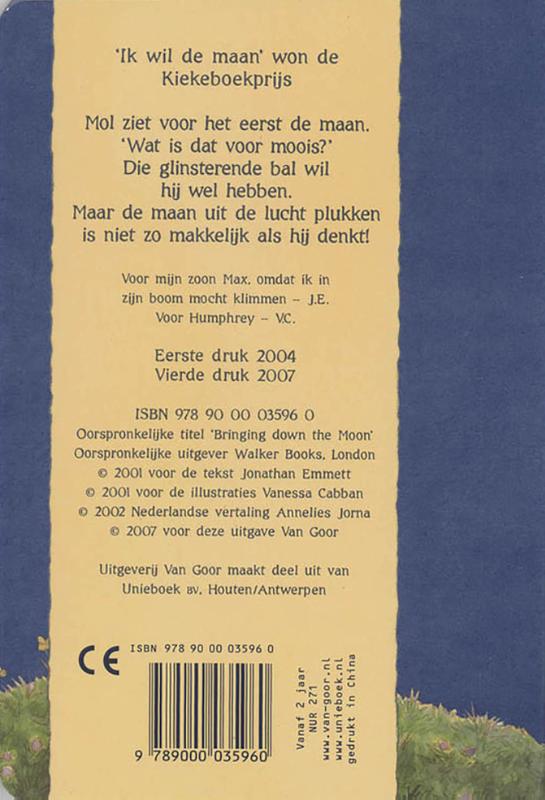 'Ik wil de maan' won de
Kiekeboekprijs
Mol ziet voor het eerst de maan.
'Wat is dat voor moois?'
Die glinsterende bal wil
hij wel hebben.
Maar de maan uit de lucht plukken
is niet zo makkelijk als hij denkt!
Voor mijn zoon Max, omdat ik in
zijn boom mocht klimmen – J.E.
Voor Humphrey – V.C.
Eerste druk 2004
Vierde druk 2007
ISBN 978 90 00 03596 0
Oorspronkelijke titel 'Bringing down the Moon'
Oorspronkelijke uitgever Walker Books, London
© 2001 voor de tekst Jonathan Emmett
© 2001 voor de illustraties Vanessa Cabban
© 2002 Nederlandse vertaling Annelies Jorna
© 2007 voor deze uitgave Van Goor
Uitgeverij Van Goor maakt deel uit van
Unieboek BV, Houten/Antwerpen
CE
ISBN 978 90 00 03596 0
9 789000 035960
Vanaf 2 jaar
NUR 271
www.van-goor.nl
www.unieboek.nl
gedrukt in China